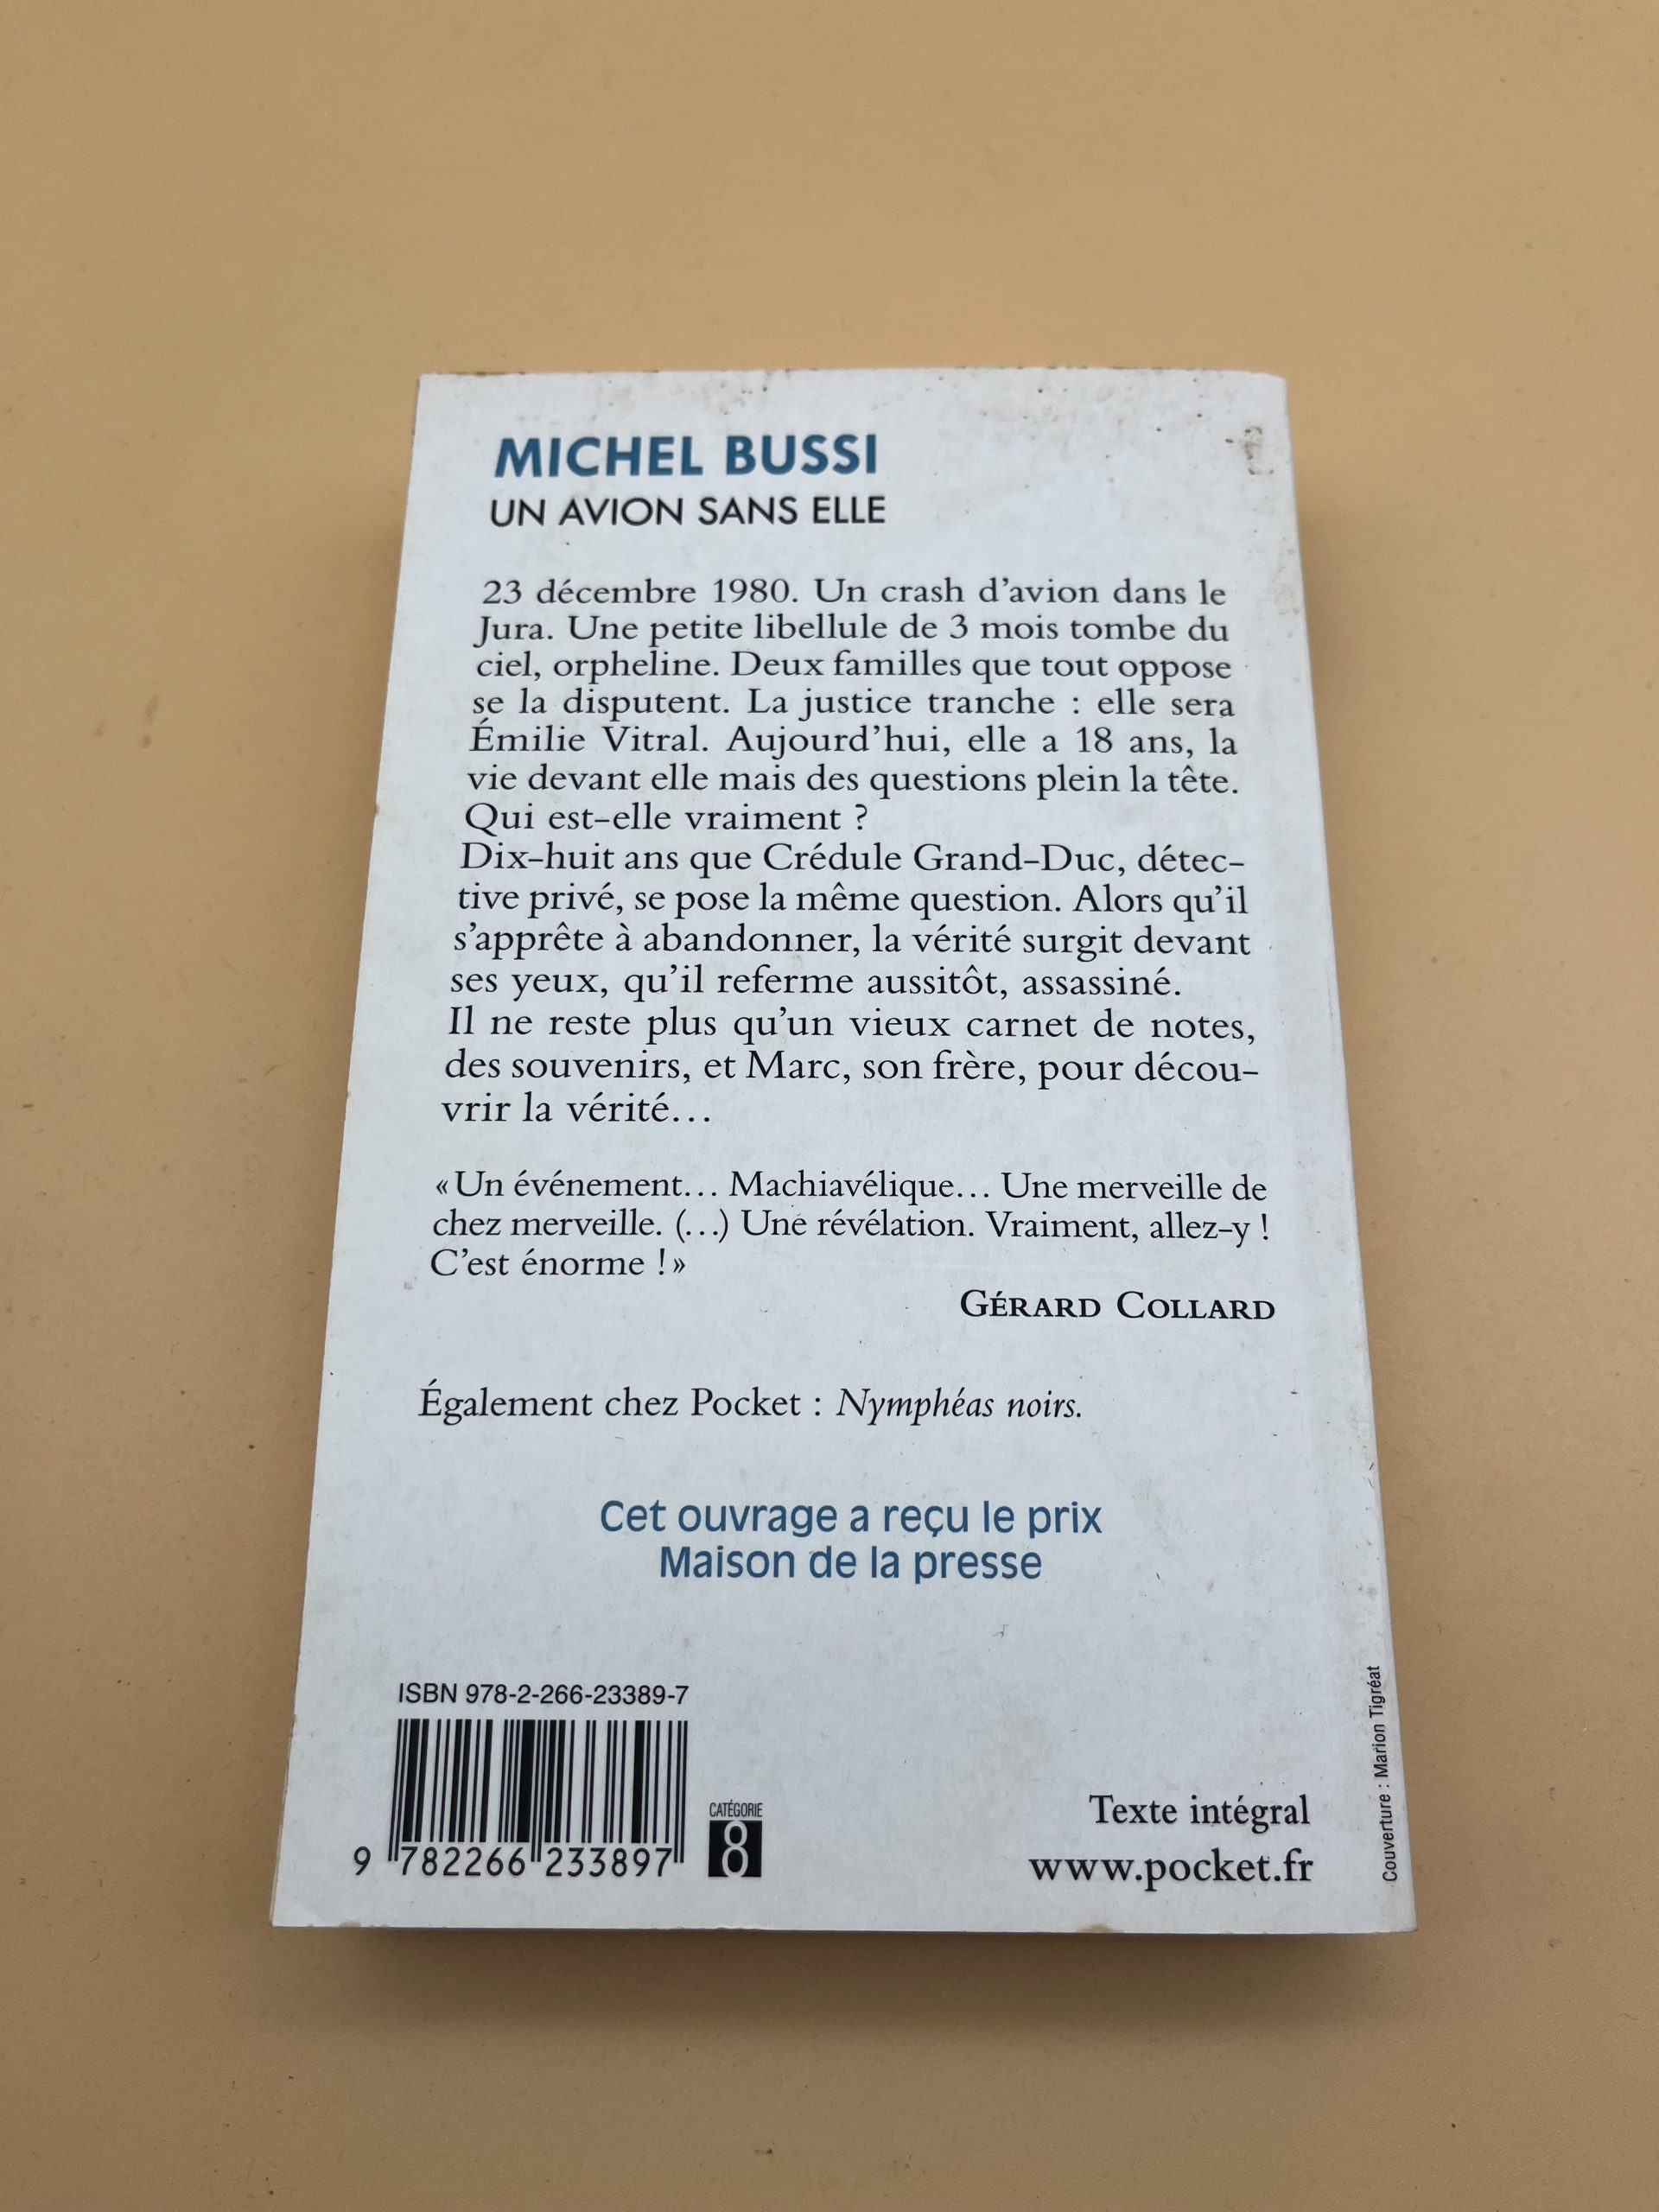 MICHEL BUSSI
UN AVION SANS ELLE
23 décembre 1980. Un crash d'avion dans le
Jura. Une petite libellule de 3 mois tombe du
ciel, orpheline. Deux familles que tout oppose
se la disputent. La justice tranche : elle sera
Émilie Vitral. Aujourd'hui, elle a 18 ans, la
vie devant elle mais des questions plein la tête.
Qui est-elle vraiment ?
Dix-huit ans que Crédule Grand-Duc, détec-
tive privé, se pose la même question. Alors qu'il
s'apprête à abandonner, la vérité surgit devant
ses yeux, qu'il referme aussitôt, assassiné.
Il ne reste plus qu'un vieux carnet de notes,
des souvenirs, et Marc, son frère, pour décou-
vrir la vérité...
« Un événement... Machiavélique... Une merveille de
chez merveille. (...) Une révélation. Vraiment, allez-y !
C'est énorme ! »
GÉRARD COLLARD
Également chez Pocket : Nymphéas noirs.
Cet ouvrage a reçu le prix
Maison de la presse
ISBN 978-2-266-23389-7
9 782266 233897
CATÉGORIE
8
Texte intégral
www.pocket.fr
Couverture : Marion Tigréat